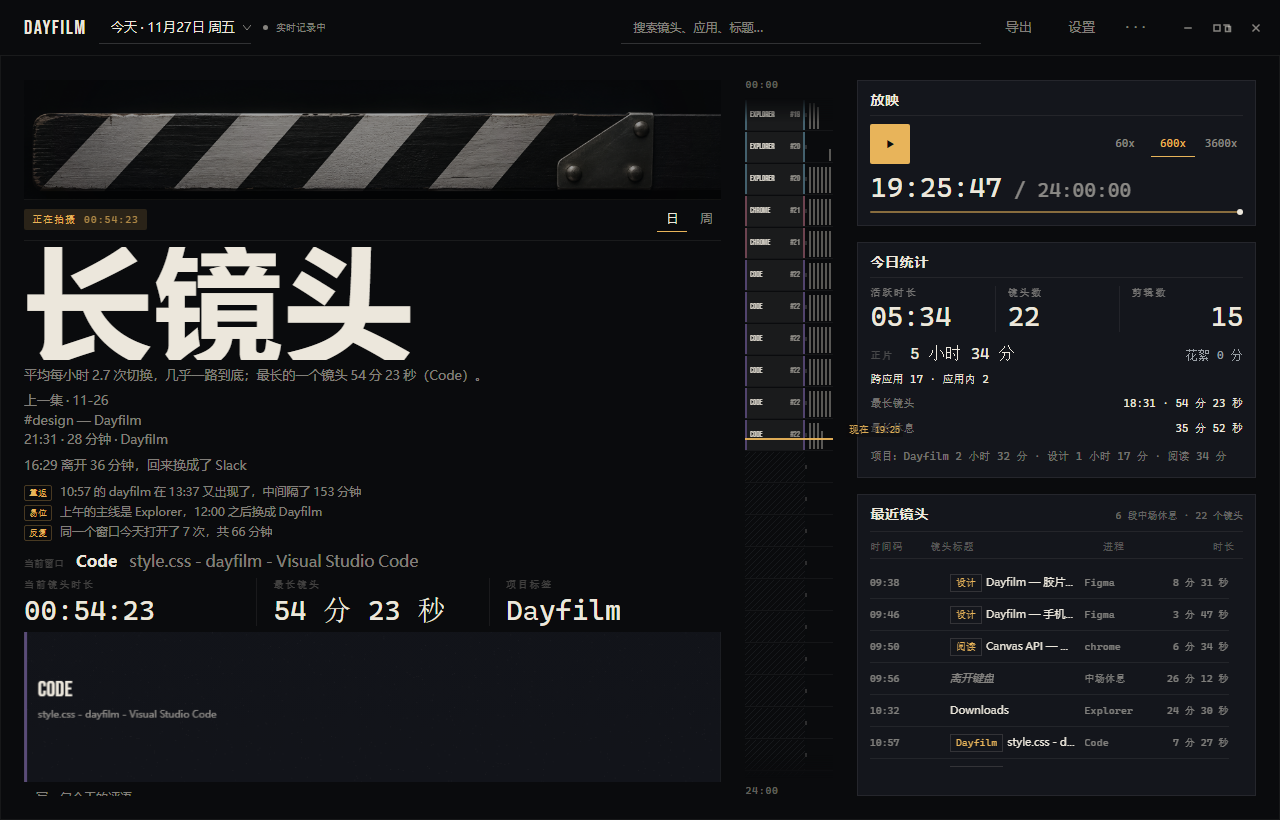 DAYFILM 今天 · 11月27日 周五 实时记录中 搜索镜头、应用、标题... 导出 设置 ···
正在拍摄 00:54:23 日 周
长镜头
平均每小时 2.7 次切换，几乎一路到底；最长的一个镜头 54 分 23 秒（Code）。
上一集 · 11-26
#design — Dayfilm
21:31 · 28 分钟 · Dayfilm
16:29 离开 36 分钟，回来换成了 Slack
重返 10:57 的 dayfilm 在 13:37 又出现了，中间隔了 153 分钟
易位 上午的主线是 Explorer，12:00 之后换成 Dayfilm
反复 同一个窗口今天打开了 7 次，共 66 分钟
当前窗口 Code style.css - dayfilm - Visual Studio Code
当前镜头时长 最长镜头 项目标签
00:54:23 54 分 23 秒 Dayfilm
CODE
style.css - dayfilm - Visual Studio Code
00:00
EXPLORER #16
EXPLORER #20
EXPLORER #20
CHROME #21
CHROME #21
CODE #22
CODE #22
CODE #22
CODE #22
CODE #22
CODE #22
现在 19:25
24:00
放映
60x 600x 3600x
19:25:47 / 24:00:00
今日统计
活跃时长 镜头数 剪辑数
05:34 22 15
正片 5 小时 34 分 花絮 0 分
跨应用 17 · 应用内 2
最长镜头 18:31 · 54 分 23 秒
35 分 52 秒
项目: Dayfilm 2 小时 32 分 · 设计 1 小时 17 分 · 阅读 34 分
最近镜头 6 段中场休息 · 22 个镜头
时间码 镜头标题 进程 时长
09:38 设计 Dayfilm — 胶片... Figma 8 分 31 秒
09:46 设计 Dayfilm — 手机... Figma 3 分 47 秒
09:50 阅读 Canvas API — ... chrome 6 分 34 秒
09:56 离开键盘 中场休息 26 分 12 秒
10:32 Downloads Explorer 24 分 30 秒
10:57 Dayfilm style.css - d... Code 7 分 27 秒